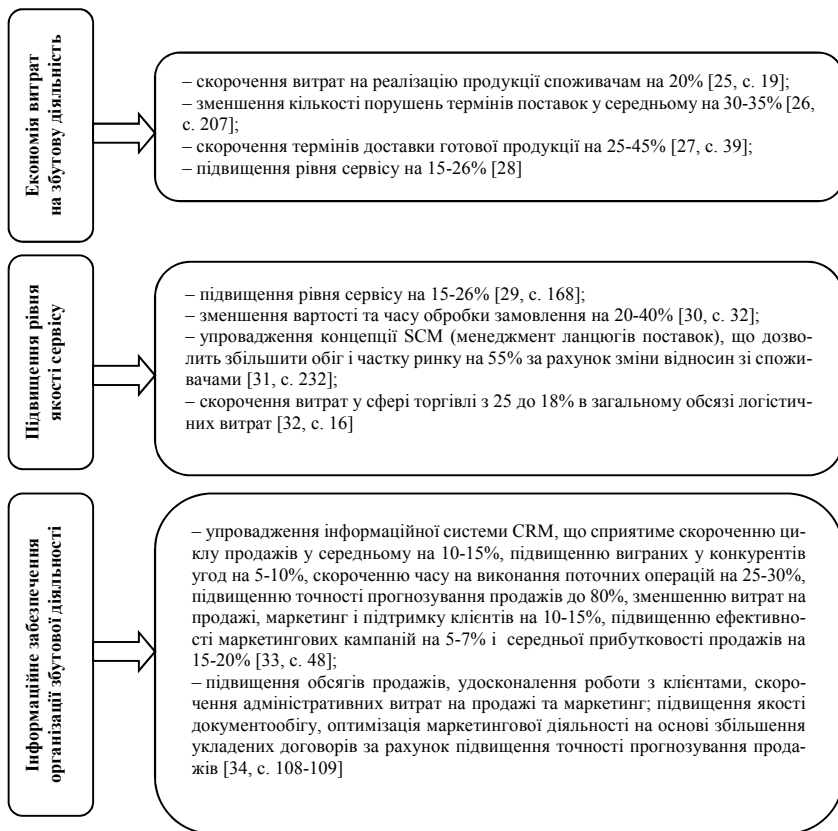 Економія витрат
на збутову діяльність
– скорочення витрат на реалізацію продукції споживачам на 20% [25, с. 19];
– зменшення кількості порушень термінів поставок у середньому на 30-35% [26,
с. 207];
– скорочення термінів доставки готової продукції на 25-45% [27, с. 39];
– підвищення рівня сервісу на 15-26% [28]
Підвищення рівня
якості сервісу
– підвищення рівня сервісу на 15-26% [29, с. 168];
– зменшення вартості та часу обробки замовлення на 20-40% [30, с. 32];
– упровадження концепції SCM (менеджмент ланцюгів поставок), що дозво-
лить збільшити обіг і частку ринку на 55% за рахунок зміни відносин зі спожи-
вачами [31, с. 232];
– скорочення витрат у сфері торгівлі з 25 до 18% в загальному обсязі логістич-
них витрат [32, с. 16]
Інформаційне забезпечення
організації збутової діяльності
– упровадження інформаційної системи CRM, що сприятиме скороченню ци-
клу продажів у середньому на 10-15%, підвищенню виграних у конкурентів
угод на 5-10%, скороченню часу на виконання поточних операцій на 25-30%,
підвищенню точності прогнозування продажів до 80%, зменшенню витрат на
продажі, маркетинг і підтримку клієнтів на 10-15%, підвищенню ефективно-
сті маркетингових кампаній на 5-7% і середньої прибутковості продажів на
15-20% [33, с. 48];
– підвищення обсягів продажів, удосконалення роботи з клієнтами, скоро-
чення адміністративних витрат на продажі та маркетинг; підвищення якості
документообігу, оптимізація маркетингової діяльності на основі збільшення
укладених договорів за рахунок підвищення точності прогнозування прода-
жів [34, с. 108-109]